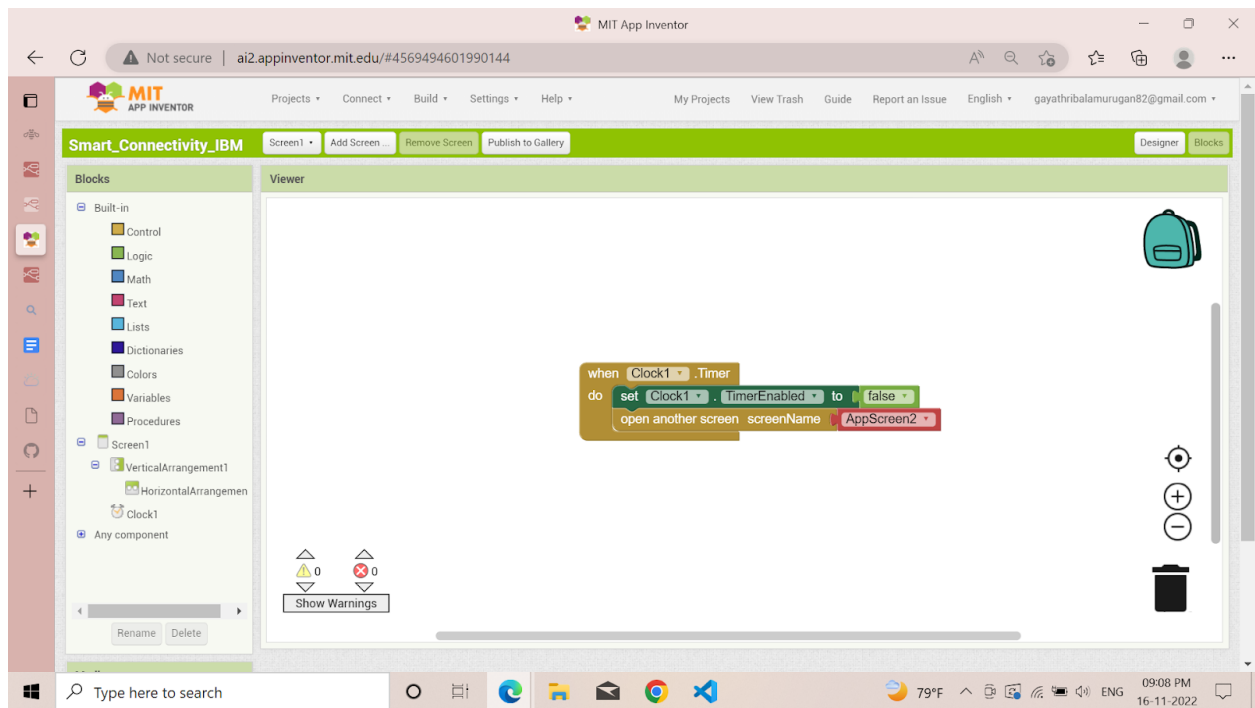 MIT App Inventor
Not secure | ai2.appinventor.mit.edu/#4569494601990144
MIT
APP INVENTOR
Projects Connect Build Settings Help My Projects View Trash Guide Report an Issue English gayathribalamurugan82@gmail.com
Smart_Connectivity_IBM Screen1 Add Screen ... Remove Screen Publish to Gallery Designer Blocks
Blocks Viewer
Built-in
Control
Logic
Math
Text
Lists
Dictionaries
Colors
Variables
Procedures
Screen1
VerticalArrangement1
HorizontalArrangemen
Clock1
Any component
Rename Delete
when Clock1 .Timer
do set Clock1 . TimerEnabled to false
open another screen screenName AppScreen2
0 0
Show Warnings
Type here to search
79°F ENG 09:08 PM
16-11-2022